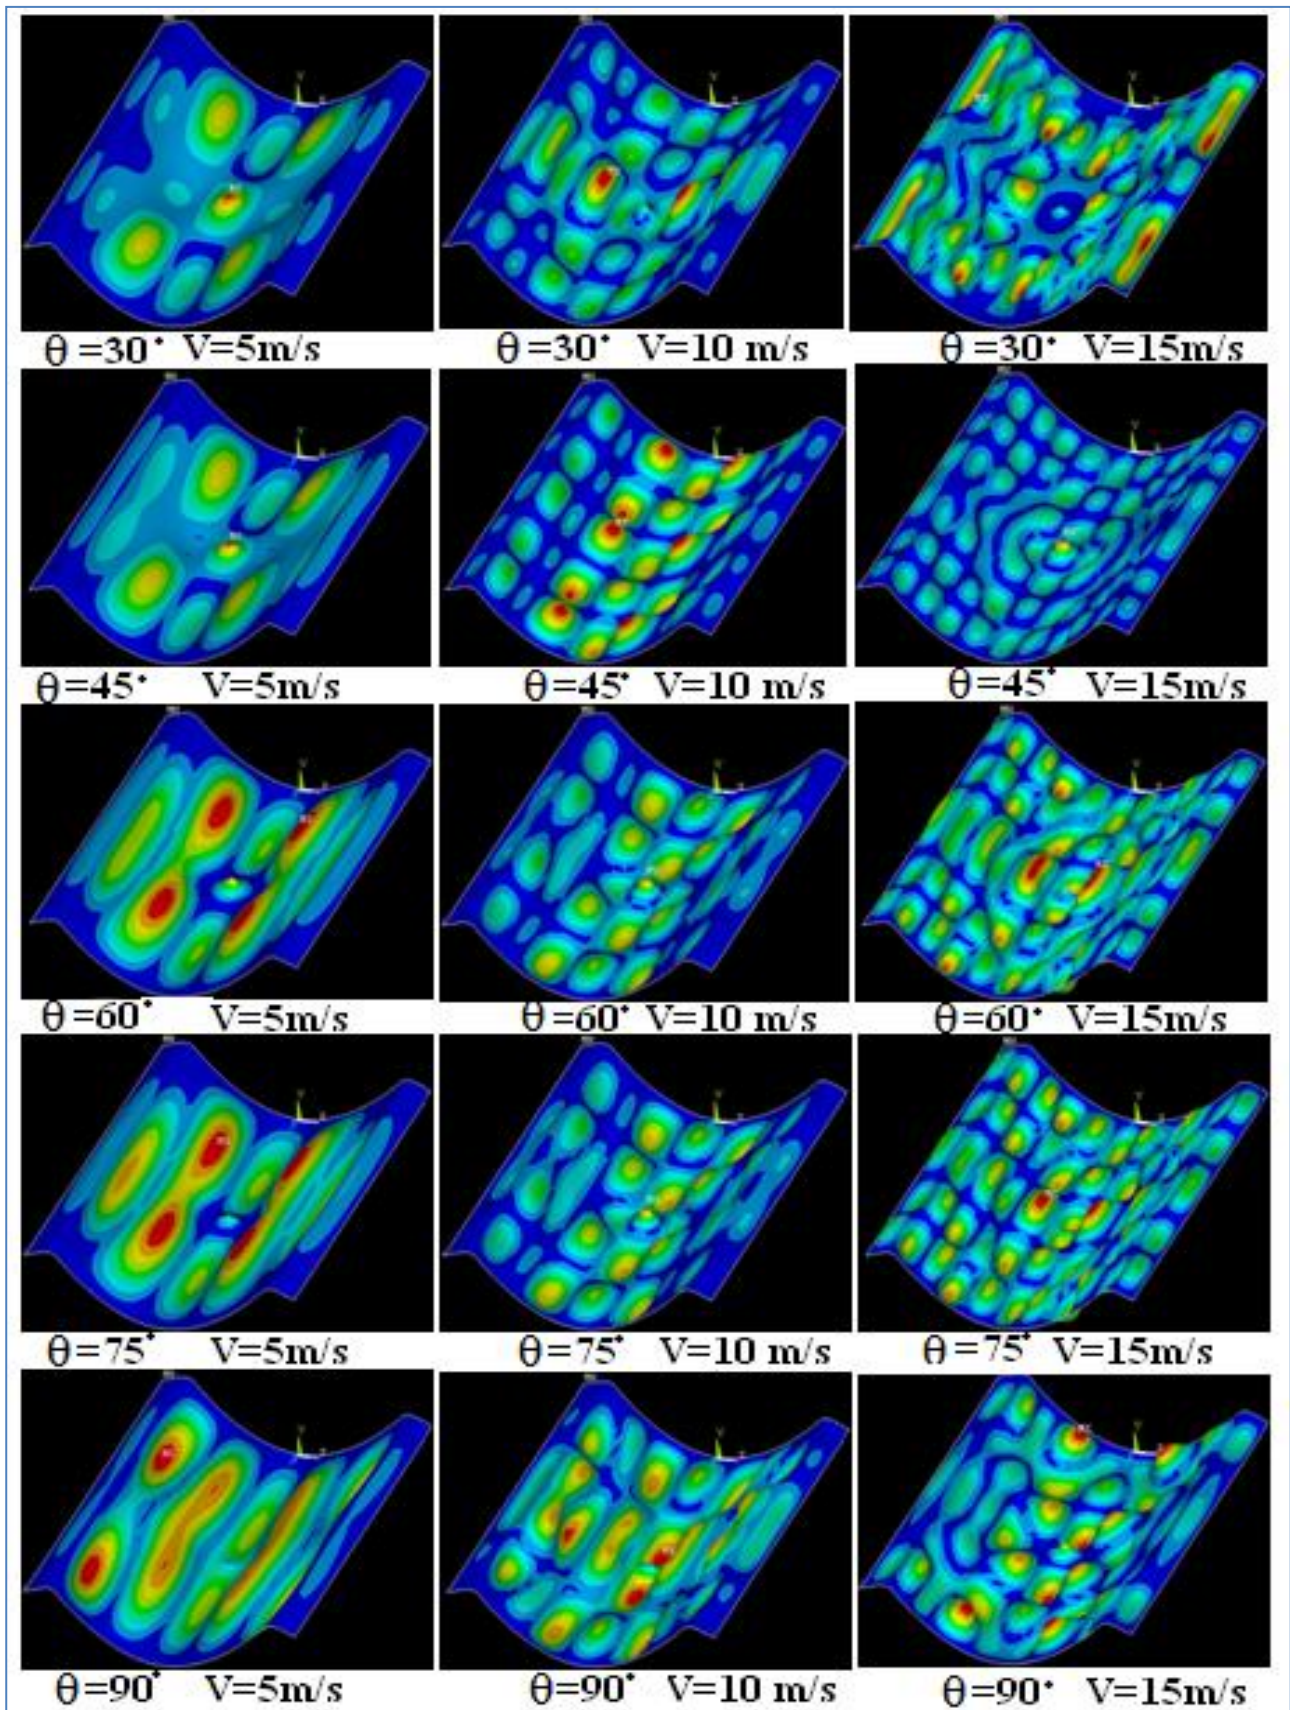 θ=30° V=5m/s θ=30° V=10 m/s θ=30° V=15m/s
θ=45° V=5m/s θ=45° V=10 m/s θ=45° V=15m/s
θ=60° V=5m/s θ=60° V=10 m/s θ=60° V=15m/s
θ=75° V=5m/s θ=75° V=10 m/s θ=75° V=15m/s
θ=90° V=5m/s θ=90° V=10 m/s θ=90° V=15m/s